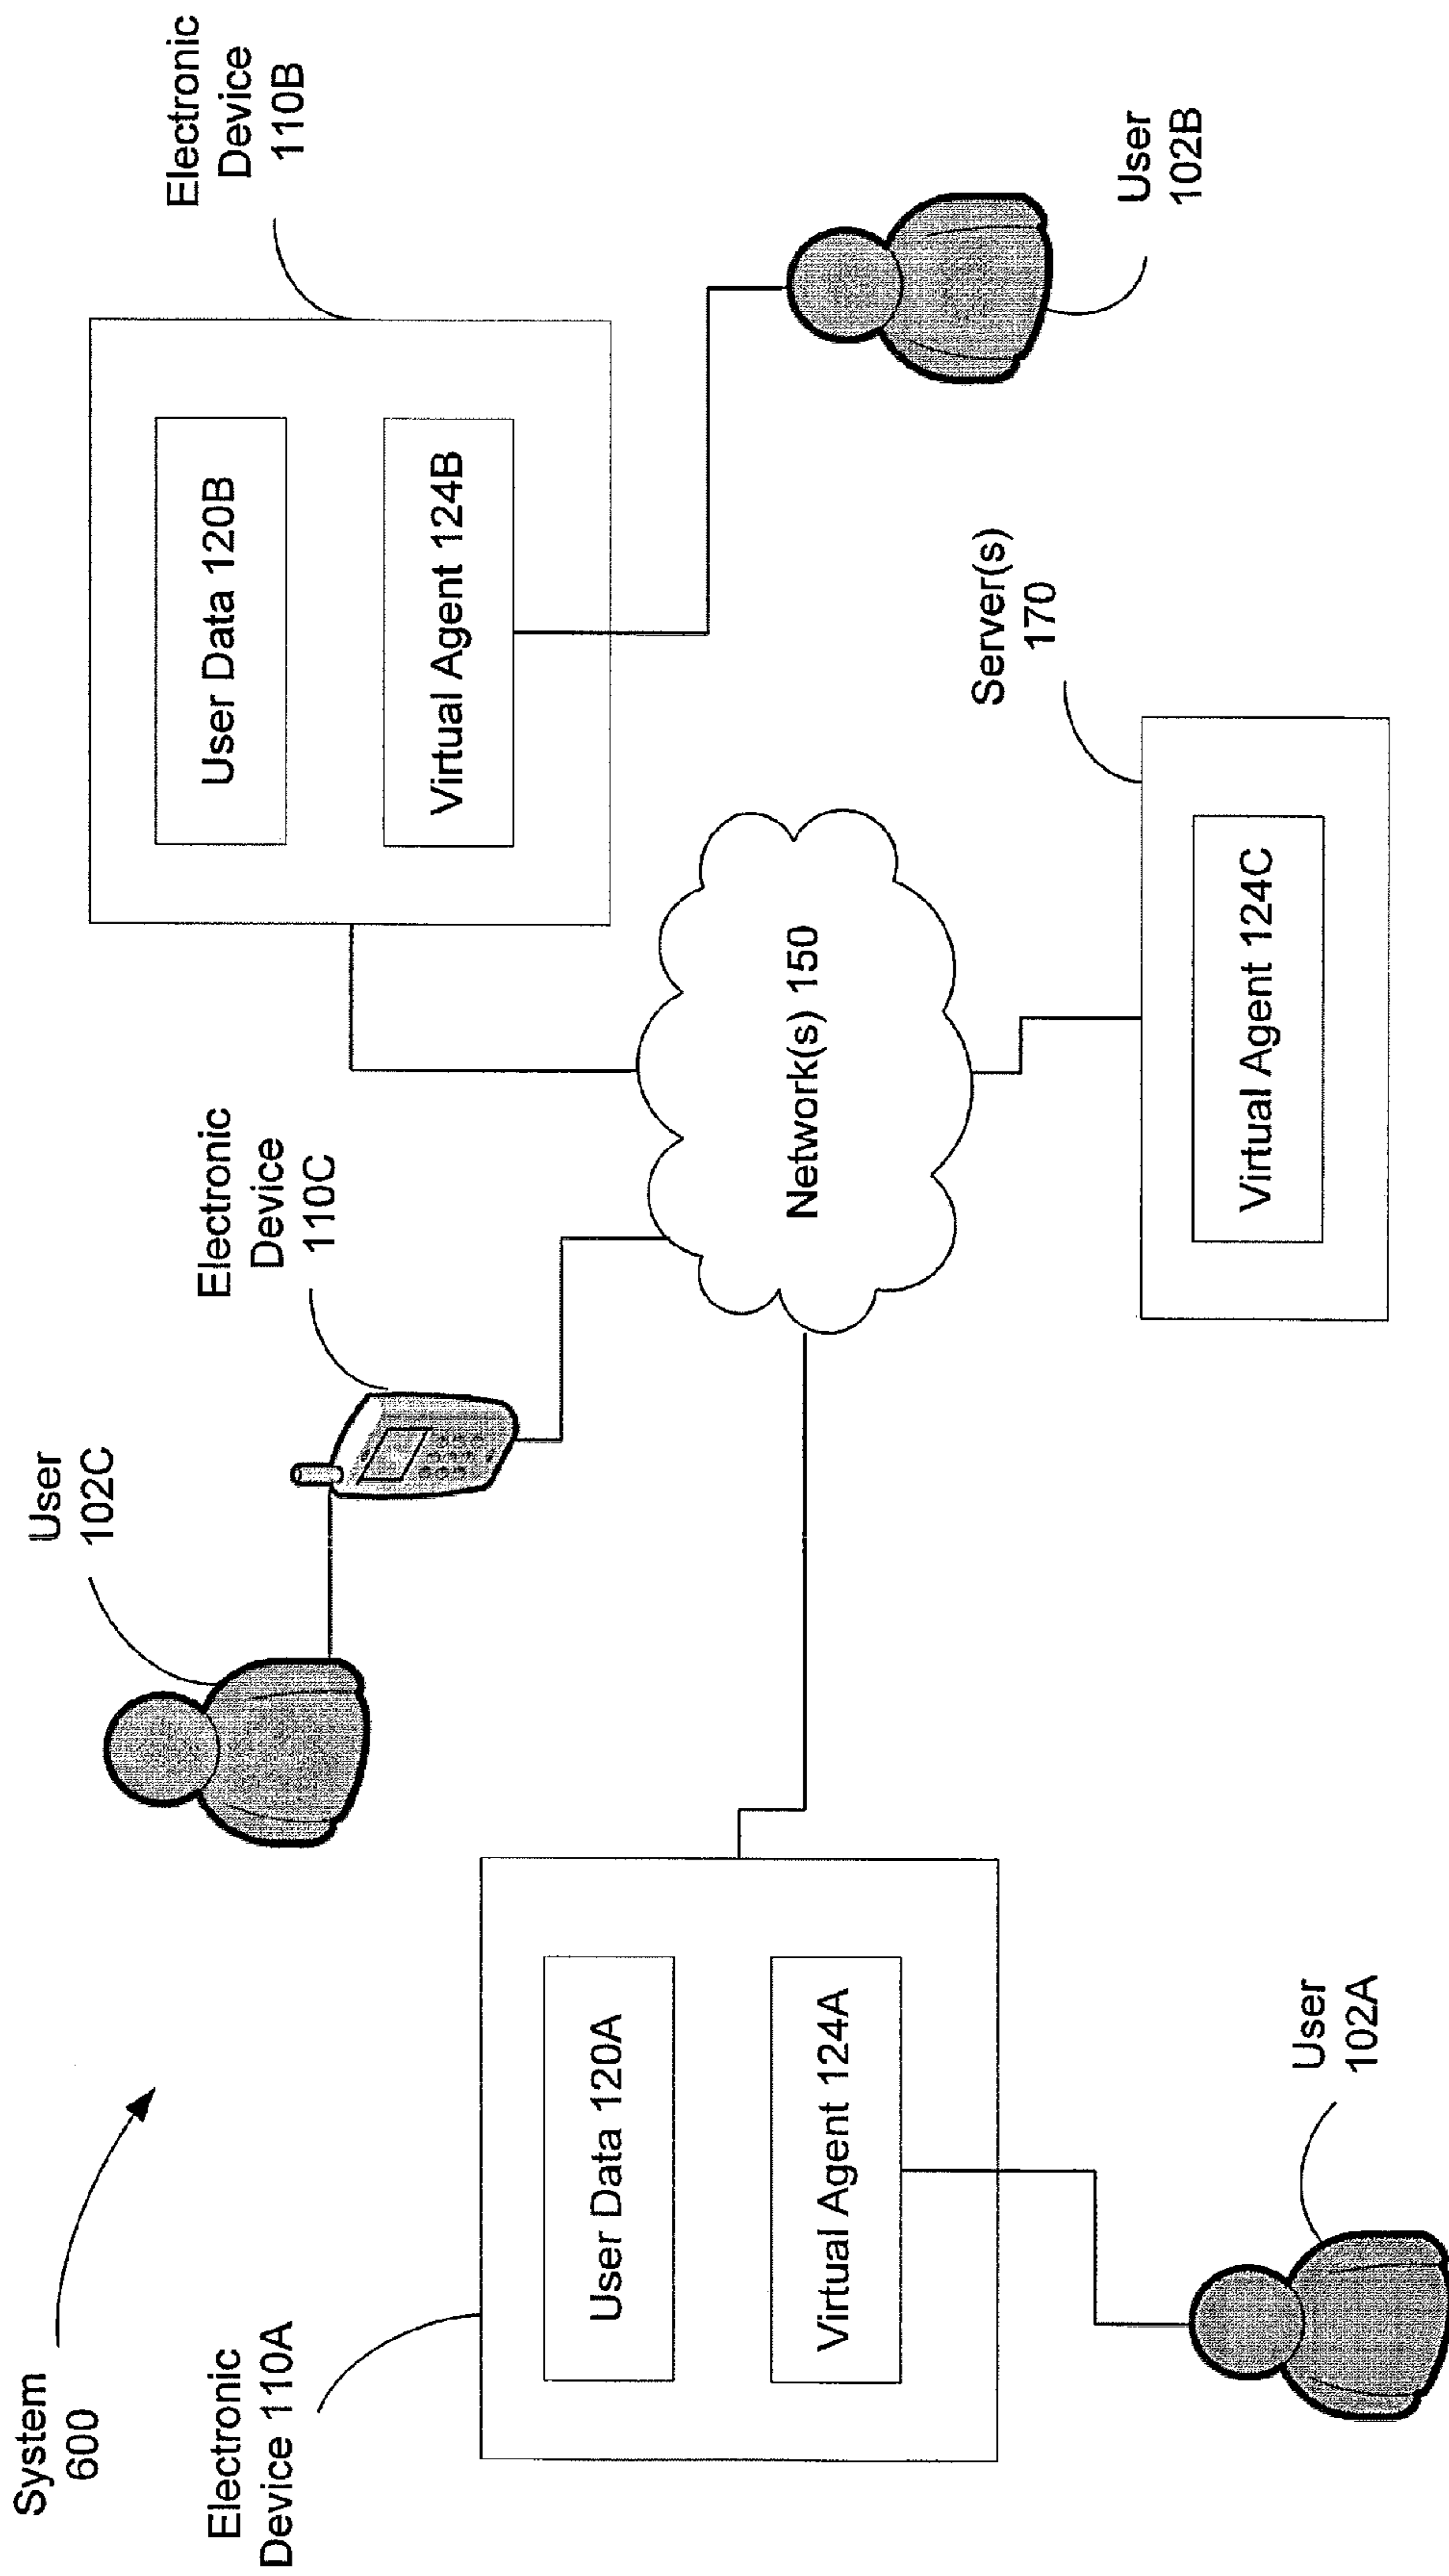 System
600
User
102C
Electronic
Device
110C
Electronic
Device
110B
Electronic
Device 110A
User Data 120A
Virtual Agent 124A
User Data 120B
Virtual Agent 124B
Network(s) 150
User
102B
Server(s)
170
Virtual Agent 124C
User
102A